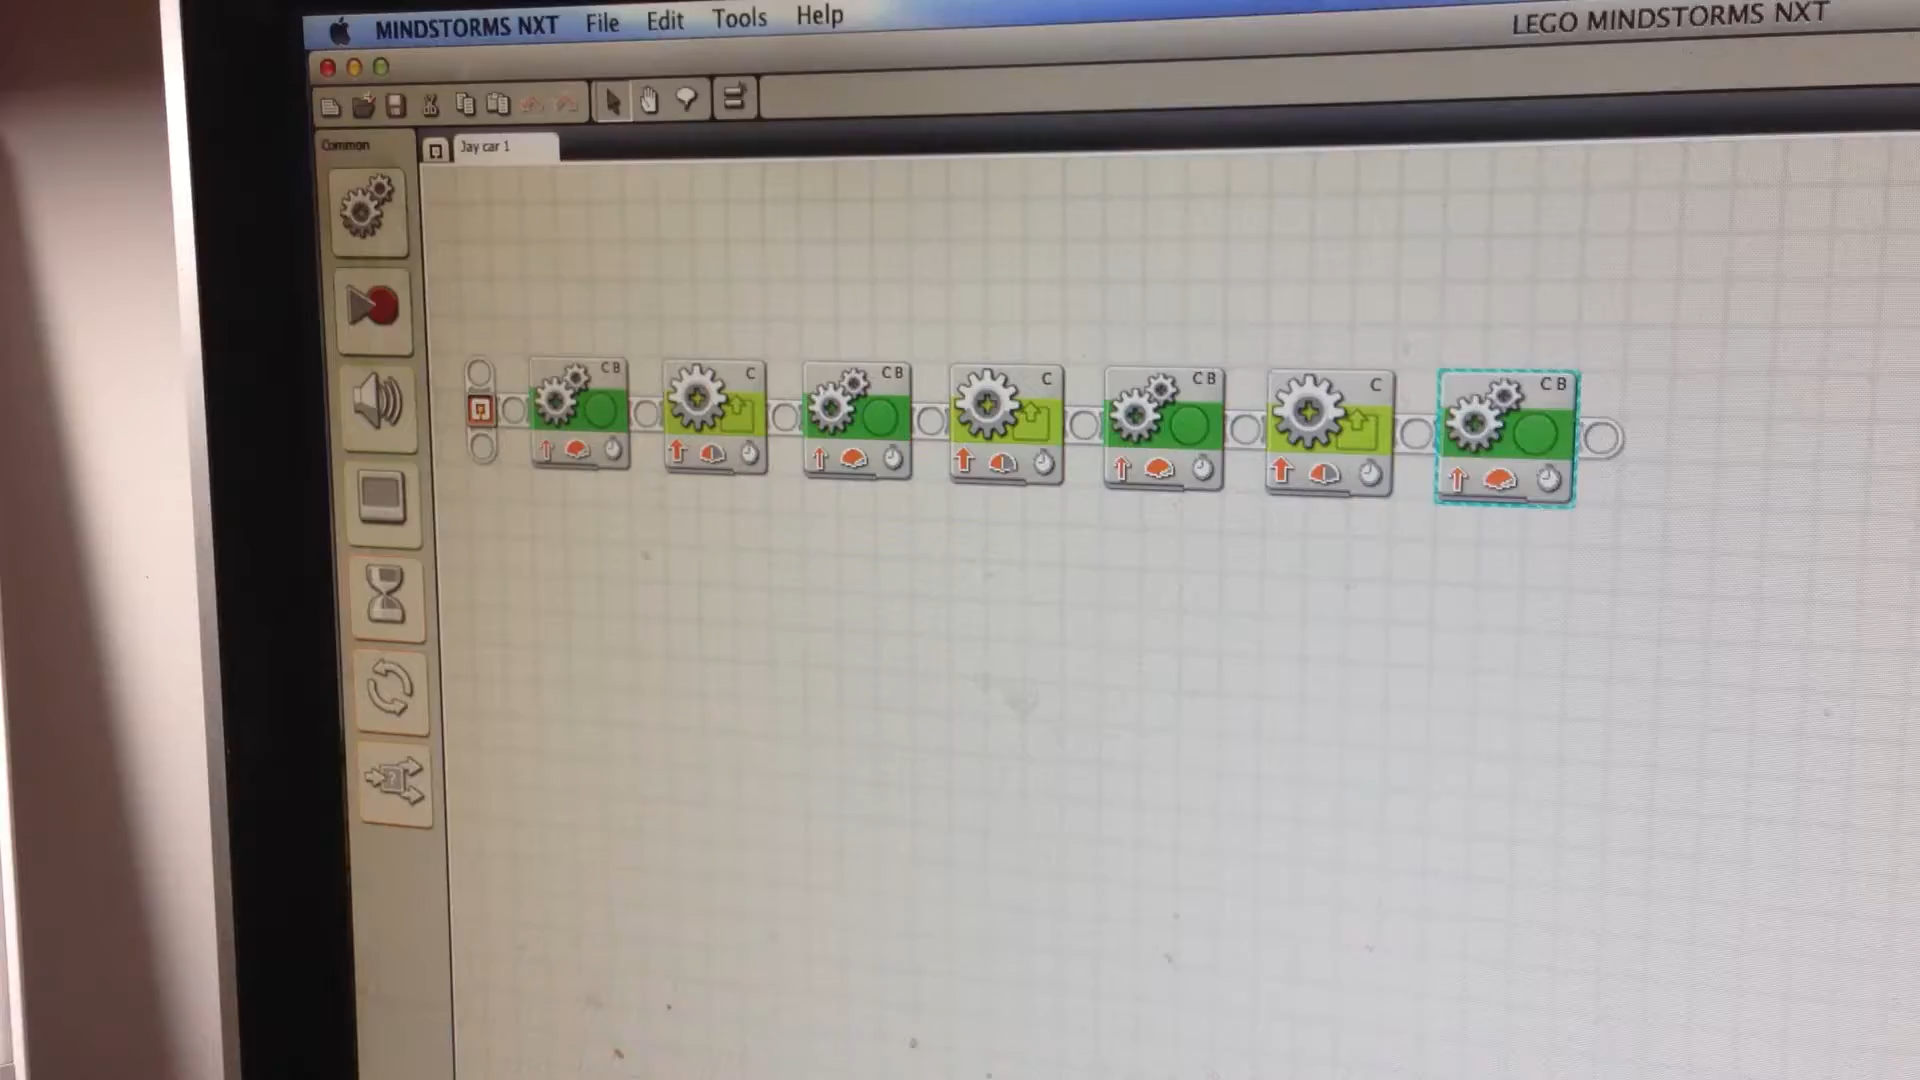 MINDSTORMS NXT File Edit Tools Help
LEGO MINDSTORMS NXT
Common
Jay car 1
C B
C
C B
C
C B
C
C B